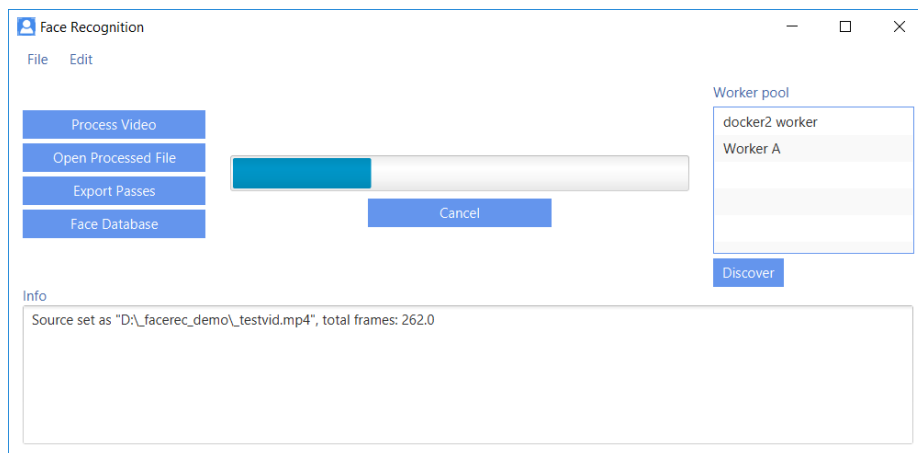 Face Recognition
File Edit
Worker pool
Process Video
Open Processed File
Export Passes
Face Database
Cancel
docker2 worker
Worker A
Discover
Info
Source set as "D:\_facerec_demo\_testvid.mp4", total frames: 262.0